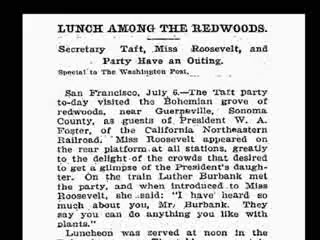 LUNCH AMONG THE REDWOODS.
Secretary Taft, Miss Roosevelt, and
Party Have an Outing.
Special to The Washington Post.
San Francisco, July 6.—The Taft party
to-day visited the Bohemian grove of
redwoods, near Guerneville, Sonoma
County, as guests of President W. A.
Foster, of the California Northeastern
Railroad. Miss Roosevelt appeared on
the rear platform at all stations, greatly
to the delight of the crowds that desired
to get a glimpse of the President's daugh-
ter. On the train Luther Burbank met
the party, and when introduced to Miss
Roosevelt, she said: "I have heard so
much about you, Mr. Burbank. They
say you can do anything you like with
plants."
Luncheon was served at noon in the